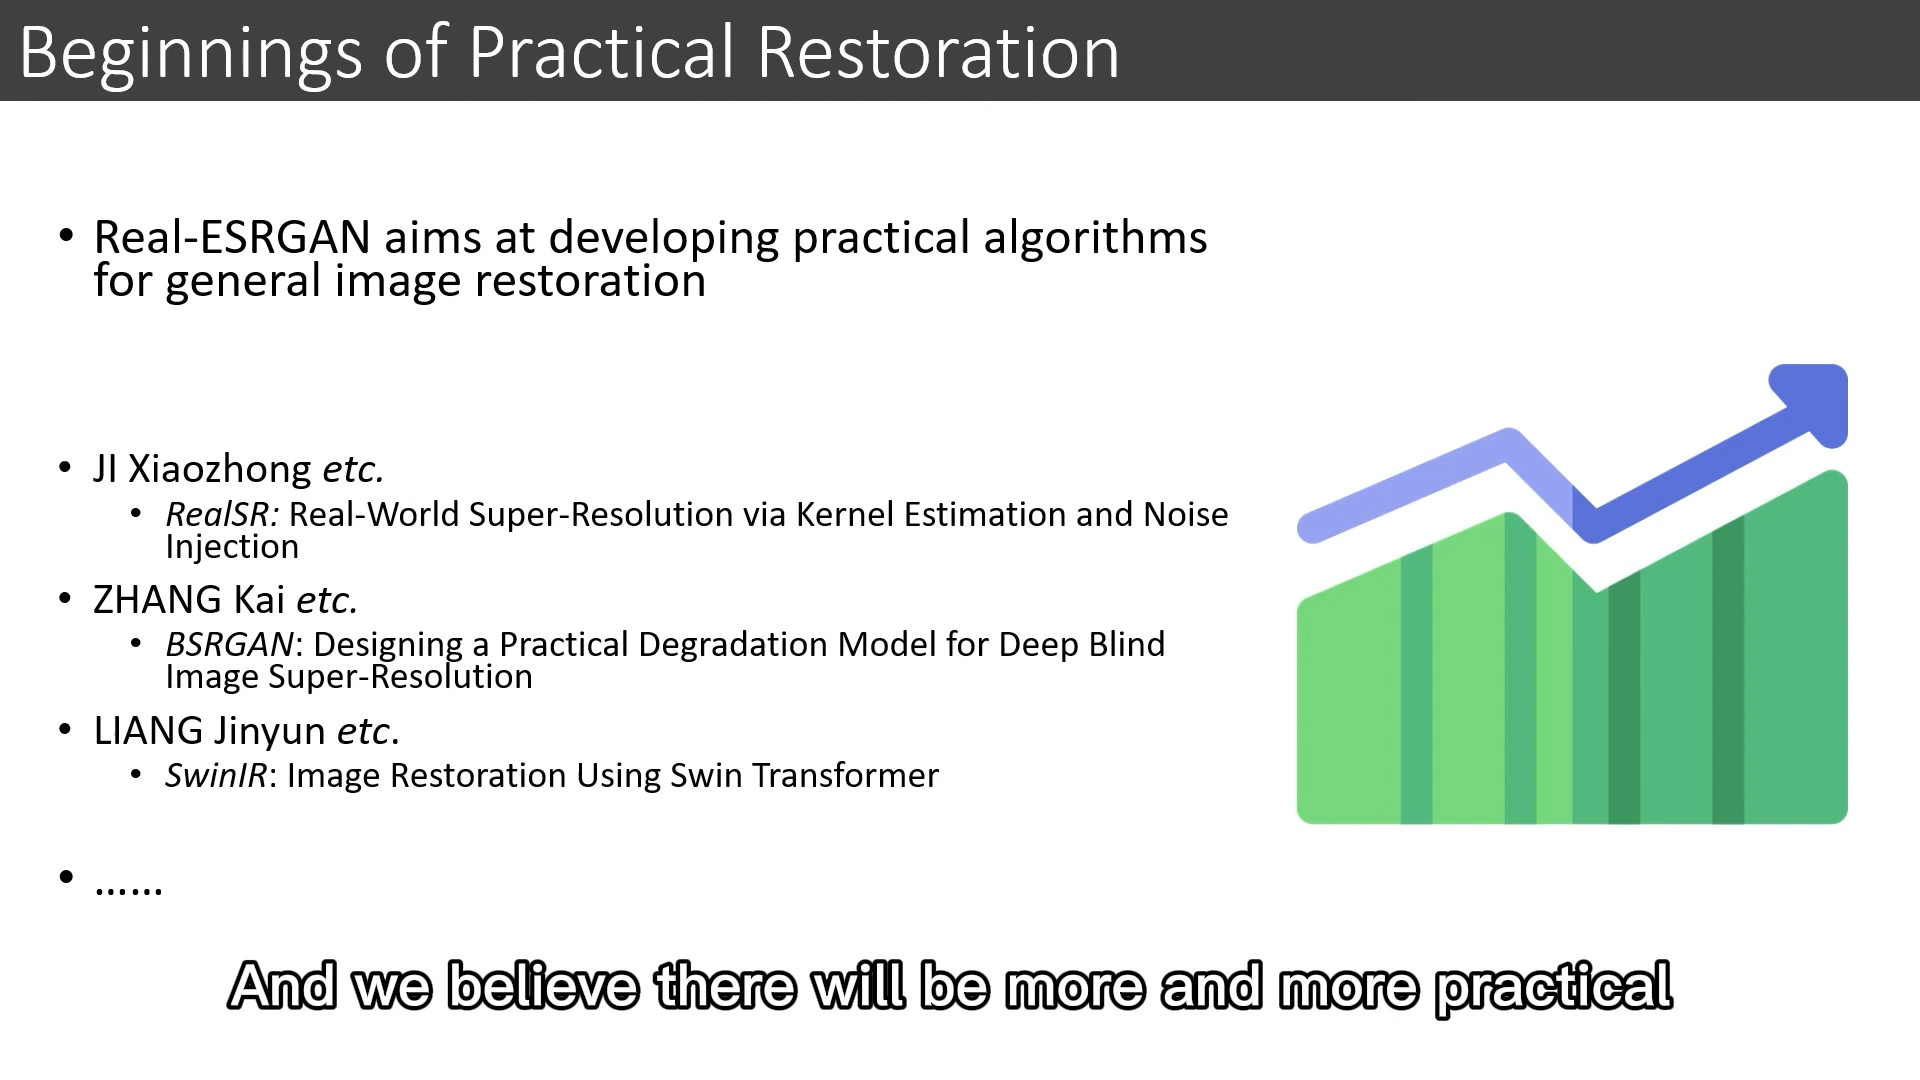 Beginnings of Practical Restoration
• Real-ESRGAN aims at developing practical algorithms
for general image restoration
• JI Xiaozhong etc.
• RealSR: Real-World Super-Resolution via Kernel Estimation and Noise
Injection
• ZHANG Kai etc.
• BSRGAN: Designing a Practical Degradation Model for Deep Blind
Image Super-Resolution
• LIANG Jinyun etc.
• SwinIR: Image Restoration Using Swin Transformer
• ……
And we believe there will be more and more practical